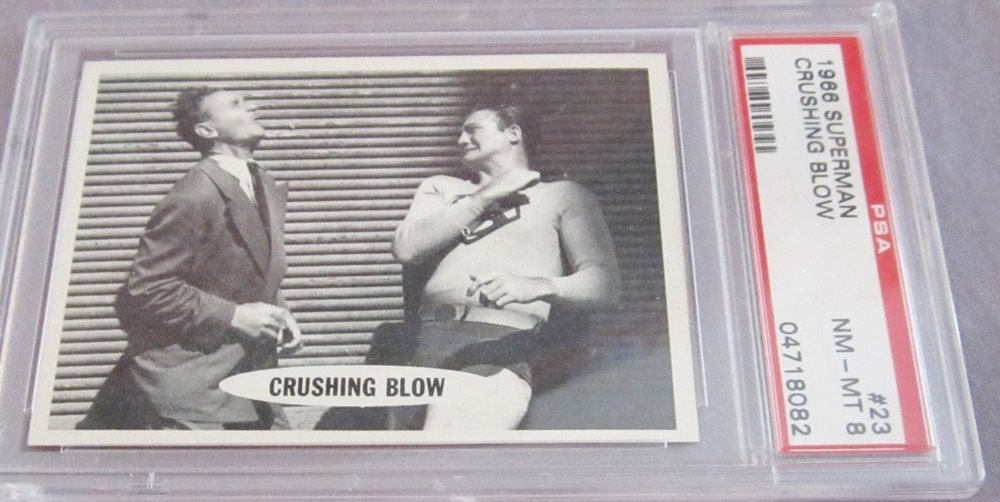 CRUSHING BLOW
1966 SUPERMAN
CRUSHING BLOW
#23
NM-MT 8
04718082
PSA